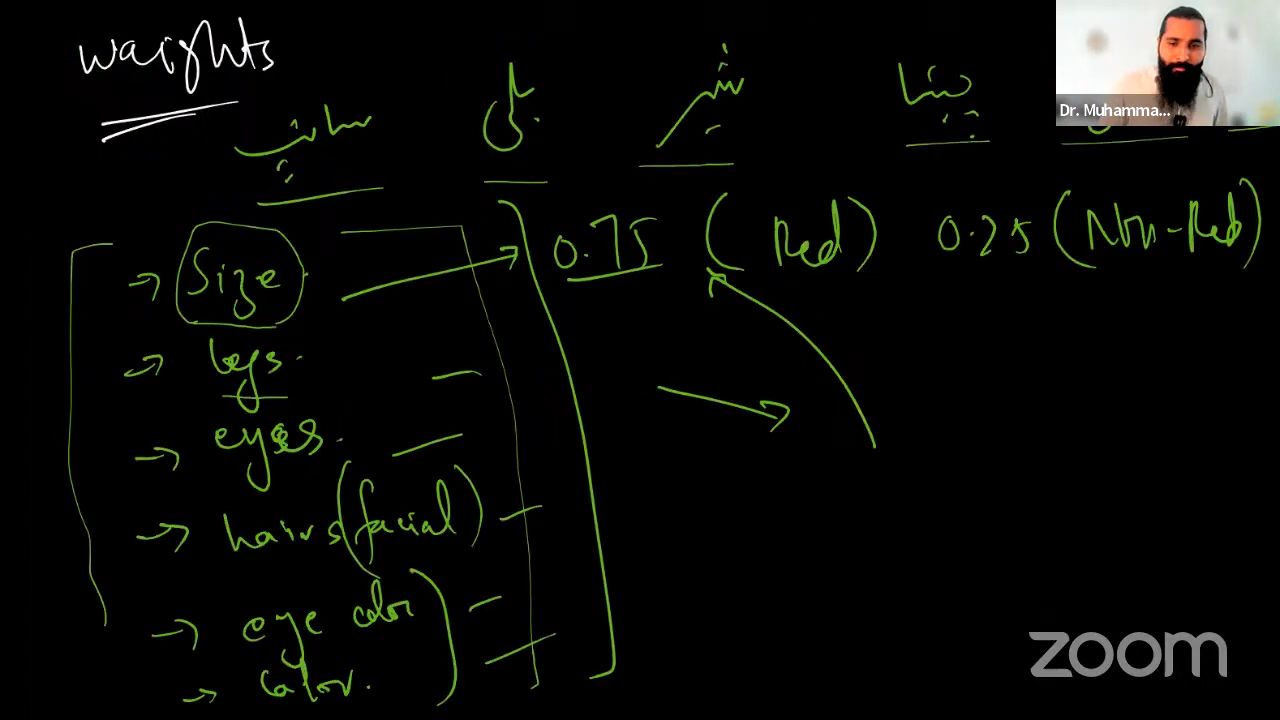 waights
سانپ بلی شیر چیتا
Size 0.75 (Red) 0.25 (Non-Red)
legs.
eyes.
hairs (facial)
eye color
Color.
Dr. Muhamma...
zoom